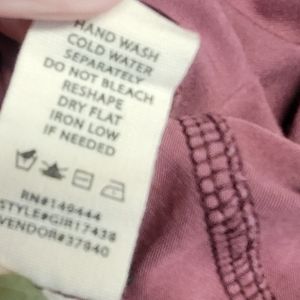 HAND WASH
COLD WATER
SEPARATELY
DO NOT BLEACH
RESHAPE
DRY FLAT
IRON LOW
IF NEEDED
RN#148444
STYLE#GIR17438
VENDOR#37840